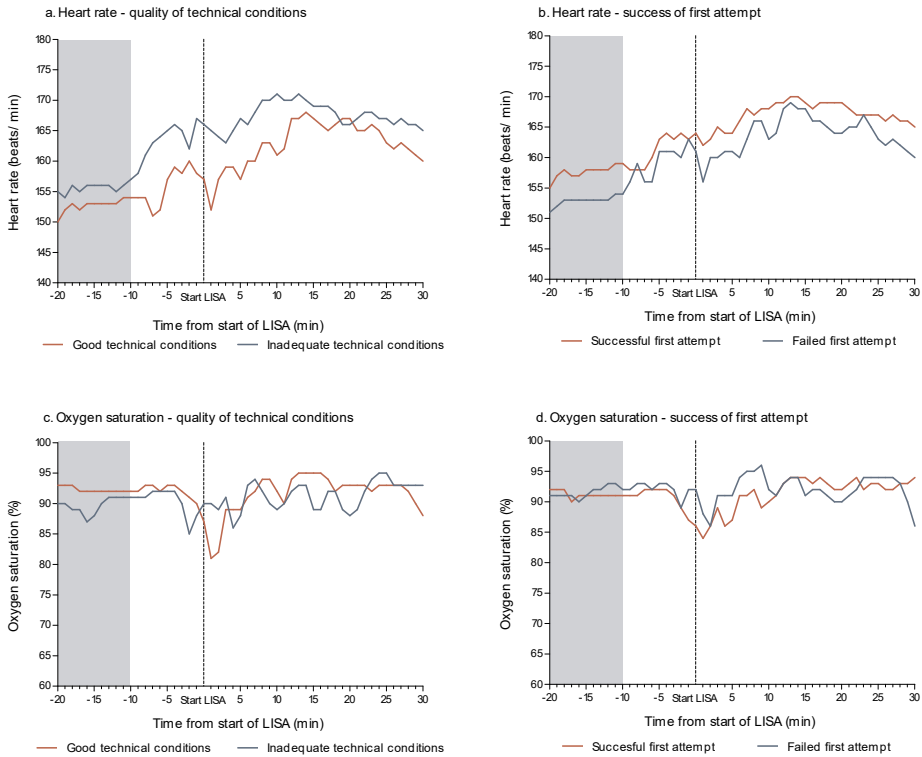 a. Heart rate - quality of technical conditions
180
175
170
165
160
155
150
145
140
Heart rate (beats/ min)
-20 -15 -10 -5 Start LISA 5 10 15 20 25 30
Time from start of LISA (min)
Good technical conditions Inadequate technical conditions
b. Heart rate - success of first attempt
180
175
170
165
160
155
150
145
140
Heart rate (beats/ min)
-20 -15 -10 -5 Start LISA 5 10 15 20 25 30
Time from start of LISA (min)
Successful first attempt Failed first attempt
c. Oxygen saturation - quality of technical conditions
100
95
90
85
80
75
70
65
60
Oxygen saturation (%)
-20 -15 -10 -5 Start LISA 5 10 15 20 25 30
Time from start of LISA (min)
Good technical conditions Inadequate technical conditions
d. Oxygen saturation - success of first attempt
100
95
90
85
80
75
70
65
60
Oxygen saturation (%)
-20 -15 -10 -5 Start LISA 5 10 15 20 25 30
Time from start of LISA (min)
Succesful first attempt Failed first attempt